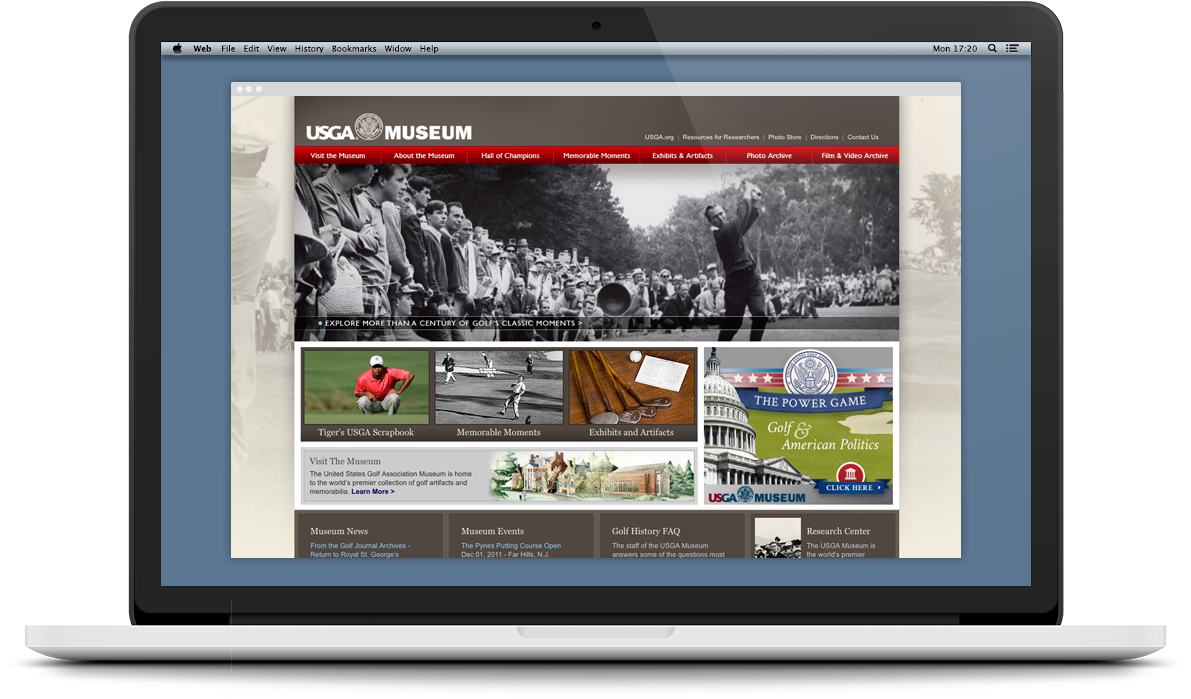 Web File Edit View History Bookmarks Widow Help
Mon 17:20
USGA MUSEUM
USGA.org | Resources for Researchers | Photo Store | Directions | Contact Us
Visit the Museum
About the Museum
Hall of Champions
Memorable Moments
Exhibits & Artifacts
Photo Archive
Film & Video Archive
EXPLORE MORE THAN A CENTURY OF GOLF'S CLASSIC MOMENTS >
Tiger's USGA Scrapbook
Memorable Moments
Exhibits and Artifacts
Visit The Museum
The United States Golf Association Museum is home
to the world's premier collection of golf artifacts and
memorabilia. Learn More >
THE POWER GAME
Golf &
American Politics
CLICK HERE
USGA MUSEUM
Museum News
From the Golf Journal Archives -
Return to Royal St. George's
Museum Events
The Pynes Putting Course Open
Dec 01, 2011 - Far Hills, N.J.
Golf History FAQ
The staff of the USGA Museum
answers some of the questions most
Research Center
The USGA Museum is
the world's premier